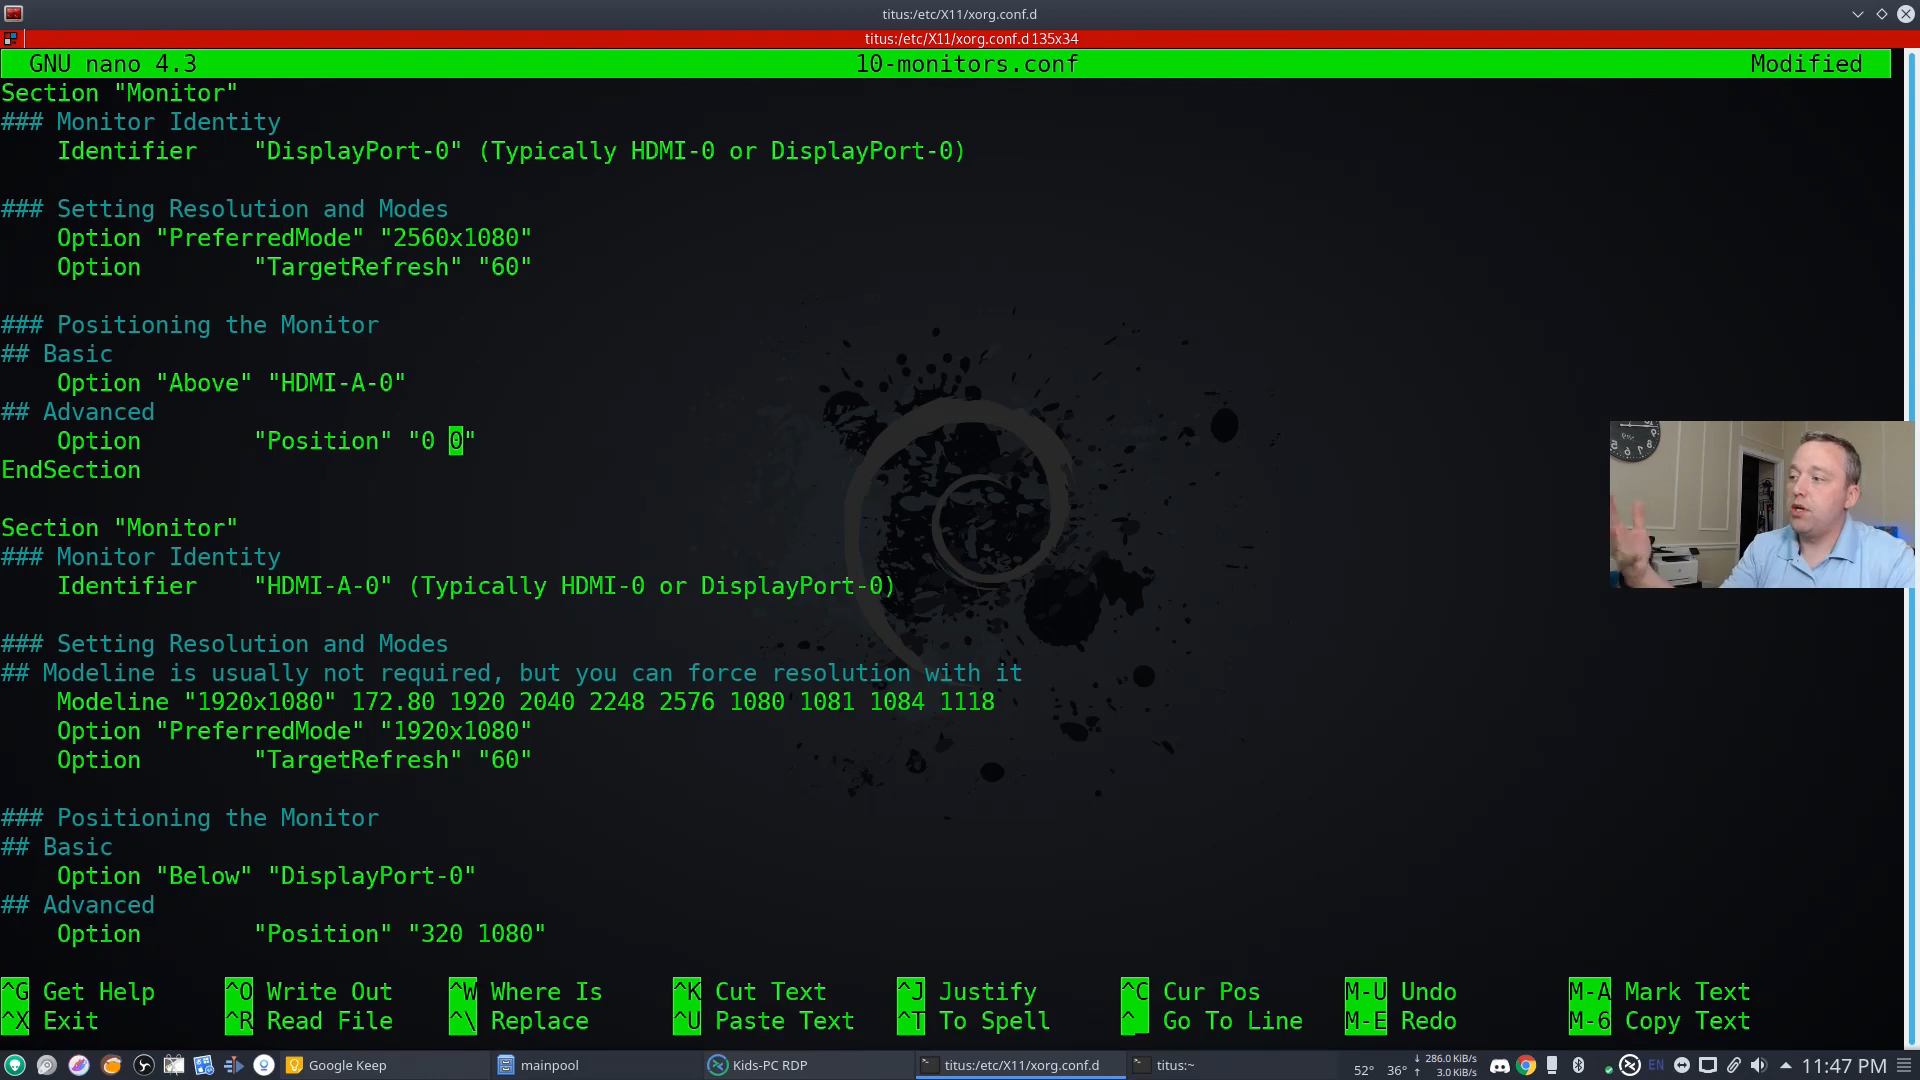 titus:/etc/X11/xorg.conf.d
titus:/etc/X11/xorg.conf.d 135x34
GNU nano 4.3 10-monitors.conf Modified
Section "Monitor"
### Monitor Identity
Identifier "DisplayPort-0" (Typically HDMI-0 or DisplayPort-0)
### Setting Resolution and Modes
Option "PreferredMode" "2560x1080"
Option "TargetRefresh" "60"
### Positioning the Monitor
## Basic
Option "Above" "HDMI-A-0"
## Advanced
Option "Position" "0 0"
EndSection
Section "Monitor"
### Monitor Identity
Identifier "HDMI-A-0" (Typically HDMI-0 or DisplayPort-0)
### Setting Resolution and Modes
## Modeline is usually not required, but you can force resolution with it
Modeline "1920x1080" 172.80 1920 2040 2248 2576 1080 1081 1084 1118
Option "PreferredMode" "1920x1080"
Option "TargetRefresh" "60"
### Positioning the Monitor
## Basic
Option "Below" "DisplayPort-0"
## Advanced
Option "Position" "320 1080"
^G Get Help ^O Write Out ^W Where Is ^K Cut Text ^J Justify ^C Cur Pos M-U Undo M-A Mark Text
^X Exit ^R Read File ^\ Replace ^U Paste Text ^T To Spell ^_ Go To Line M-E Redo M-6 Copy Text
Google Keep mainpool Kids-PC RDP titus:/etc/X11/xorg.conf.d titus:~ 52° 36° ↓ 286.0 KiB/s ↑ 3.0 KiB/s EN 11:47 PM